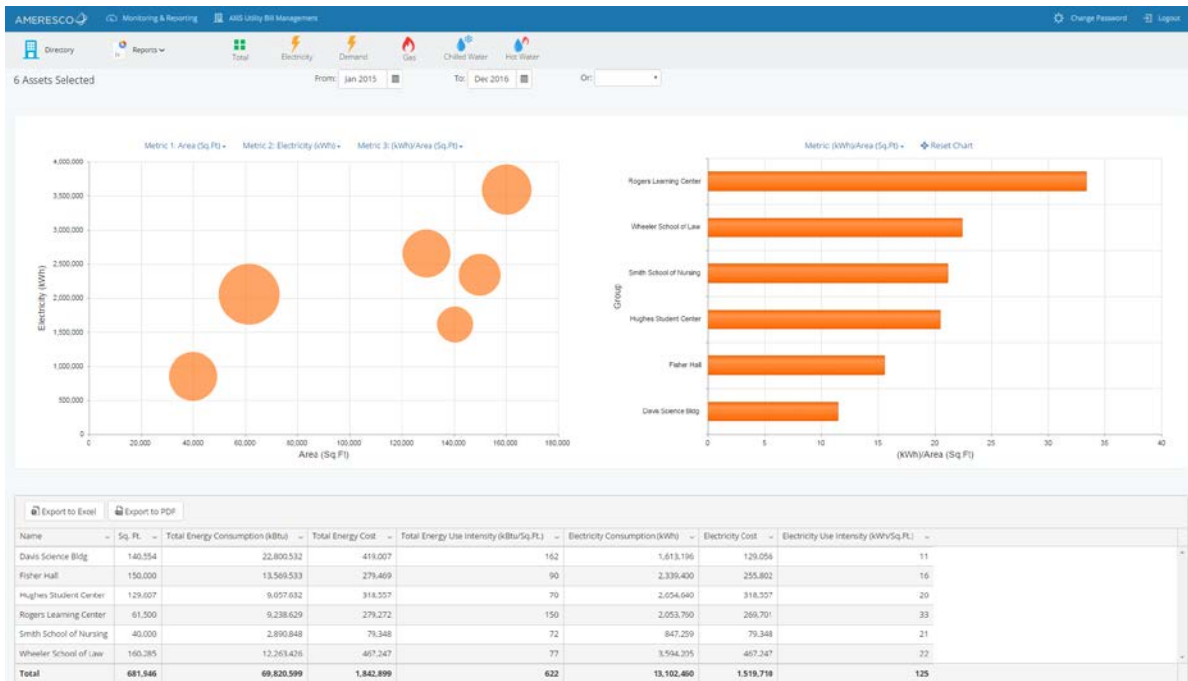 AMERESCO Monitoring & Reporting AXIS Utility Bill Management Change Password Logout
Directory Reports Total Electricity Demand Gas Chilled Water Hot Water
6 Assets Selected From: Jan 2015 To: Dec 2016 Or:
Metric 1: Area (Sq.Ft) Metric 2: Electricity (kWh) Metric 3: (kWh)/Area (Sq.Ft)
4,000,000
3,500,000
3,000,000
2,500,000
2,000,000
1,500,000
1,000,000
500,000
0
Electricity (kWh)
0 20,000 40,000 60,000 80,000 100,000 120,000 140,000 160,000 180,000
Area (Sq.Ft)
Metric: (kWh)/Area (Sq.Ft) Reset Chart
Rogers Learning Center
Wheeler School of Law
Smith School of Nursing
Hughes Student Center
Fisher Hall
Davis Science Bldg
Group
0 5 10 15 20 25 30 35 40
(kWh)/Area (Sq.Ft)
Export to Excel Export to PDF
Name Sq. Ft. Total Energy Consumption (kBtu) Total Energy Cost Total Energy Use Intensity (kBtu/Sq.Ft.) Electricity Consumption (kWh) Electricity Cost Electricity Use Intensity (kWh/Sq.Ft.)
Davis Science Bldg 140,554 22,800,532 419,007 162 1,613,196 129,056 11
Fisher Hall 150,000 13,569,533 279,469 90 2,339,400 255,802 16
Hughes Student Center 129,607 9,057,632 318,557 70 2,654,640 318,557 20
Rogers Learning Center 61,500 9,238,629 279,272 150 2,053,760 269,701 33
Smith School of Nursing 40,000 2,890,848 79,348 72 847,259 79,348 21
Wheeler School of Law 160,285 12,263,426 467,247 77 3,594,205 467,247 22
Total 681,946 69,820,599 1,842,899 622 13,102,460 1,519,710 125